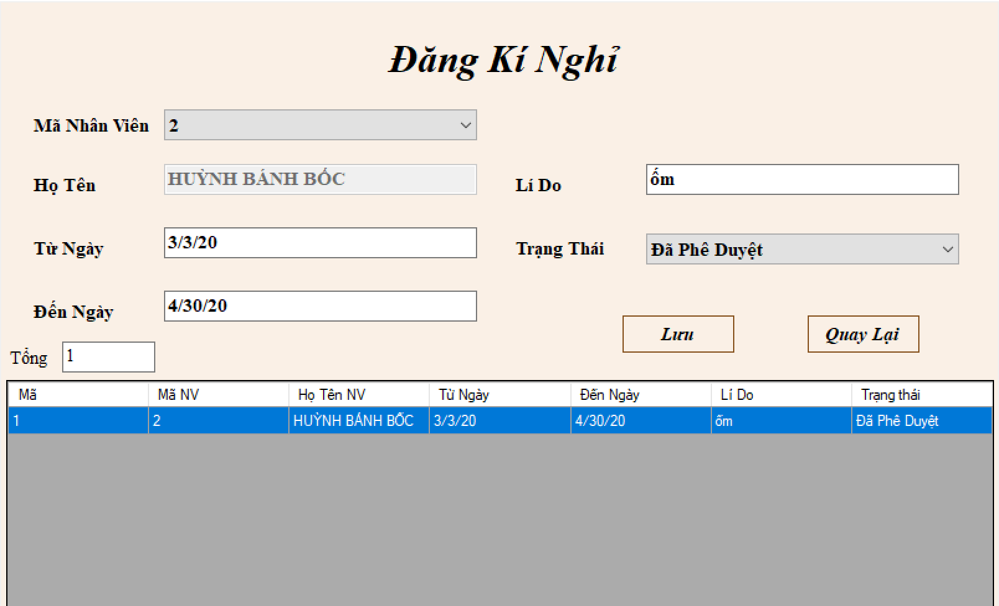 Đăng Kí Nghỉ
Mã Nhân Viên 2
Họ Tên HUỲNH BÁNH BỐC Lí Do ốm
Từ Ngày 3/3/20 Trạng Thái Đã Phê Duyệt
Đến Ngày 4/30/20
Lưu Quay Lại
Tổng 1
Mã Mã NV Họ Tên NV Từ Ngày Đến Ngày Lí Do Trạng thái
1 2 HUỲNH BÁNH BỐC 3/3/20 4/30/20 ốm Đã Phê Duyệt